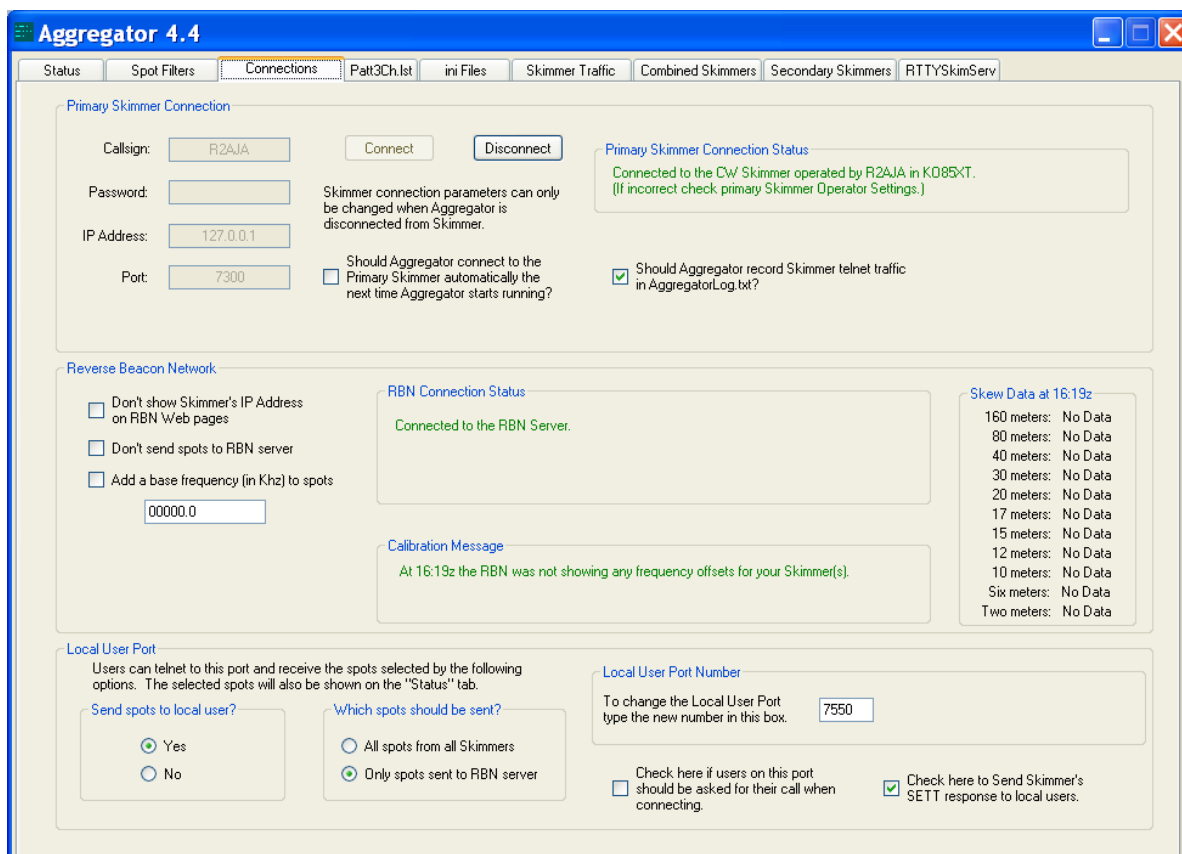 Aggregator 4.4
Status Spot Filters Connections Patt3Ch.lst ini Files Skimmer Traffic Combined Skimmers Secondary Skimmers RTTYSkimServ
Primary Skimmer Connection
Callsign: R2AJA
Connect Disconnect
Password:
IP Address: 127.0.0.1
Port: 7300
Skimmer connection parameters can only
be changed when Aggregator is
disconnected from Skimmer.
Should Aggregator connect to the
Primary Skimmer automatically the
next time Aggregator starts running?
Primary Skimmer Connection Status
Connected to the CW Skimmer operated by R2AJA in KO85XT.
(If incorrect check primary Skimmer Operator Settings.)
Should Aggregator record Skimmer telnet traffic
in AggregatorLog.txt?
Reverse Beacon Network
Don't show Skimmer's IP Address
on RBN Web pages
Don't send spots to RBN server
Add a base frequency (in Khz) to spots
00000.0
RBN Connection Status
Connected to the RBN Server.
Calibration Message
At 16:19z the RBN was not showing any frequency offsets for your Skimmer(s).
Skew Data at 16:19z
160 meters: No Data
80 meters: No Data
40 meters: No Data
30 meters: No Data
20 meters: No Data
17 meters: No Data
15 meters: No Data
12 meters: No Data
10 meters: No Data
Six meters: No Data
Two meters: No Data
Local User Port
Users can telnet to this port and receive the spots selected by the following
options. The selected spots will also be shown on the "Status" tab.
Send spots to local user?
Yes
No
Which spots should be sent?
All spots from all Skimmers
Only spots sent to RBN server
Local User Port Number
To change the Local User Port
type the new number in this box.
7550
Check here if users on this port
should be asked for their call when
connecting.
Check here to Send Skimmer's
SETT response to local users.